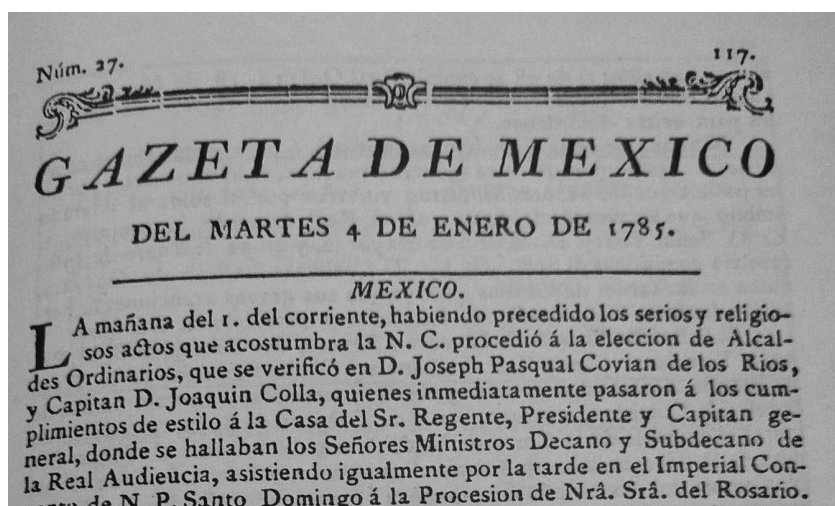 Núm. 27.
117.
GAZETA DE MEXICO
DEL MARTES 4 DE ENERO DE 1785.
MEXICO.
LA mañana del 1. del corriente, habiendo precedido los serios y religio-
sos actos que acostumbra la N. C. procedió á la eleccion de Alcal-
des Ordinarios, que se verificó en D. Joseph Pasqual Covian de los Rios,
y Capitan D. Joaquin Colla, quienes inmediatamente pasaron á los cum-
plimientos de estilo á la Casa del Sr. Regente, Presidente y Capitan ge-
neral, donde se hallaban los Señores Ministros Decano y Subdecano de
la Real Audieucia, asistiendo igualmente por la tarde en el Imperial Con-
de N. P. Santo Domingo á la Procesion de Nrâ. Srâ. del Rosario.